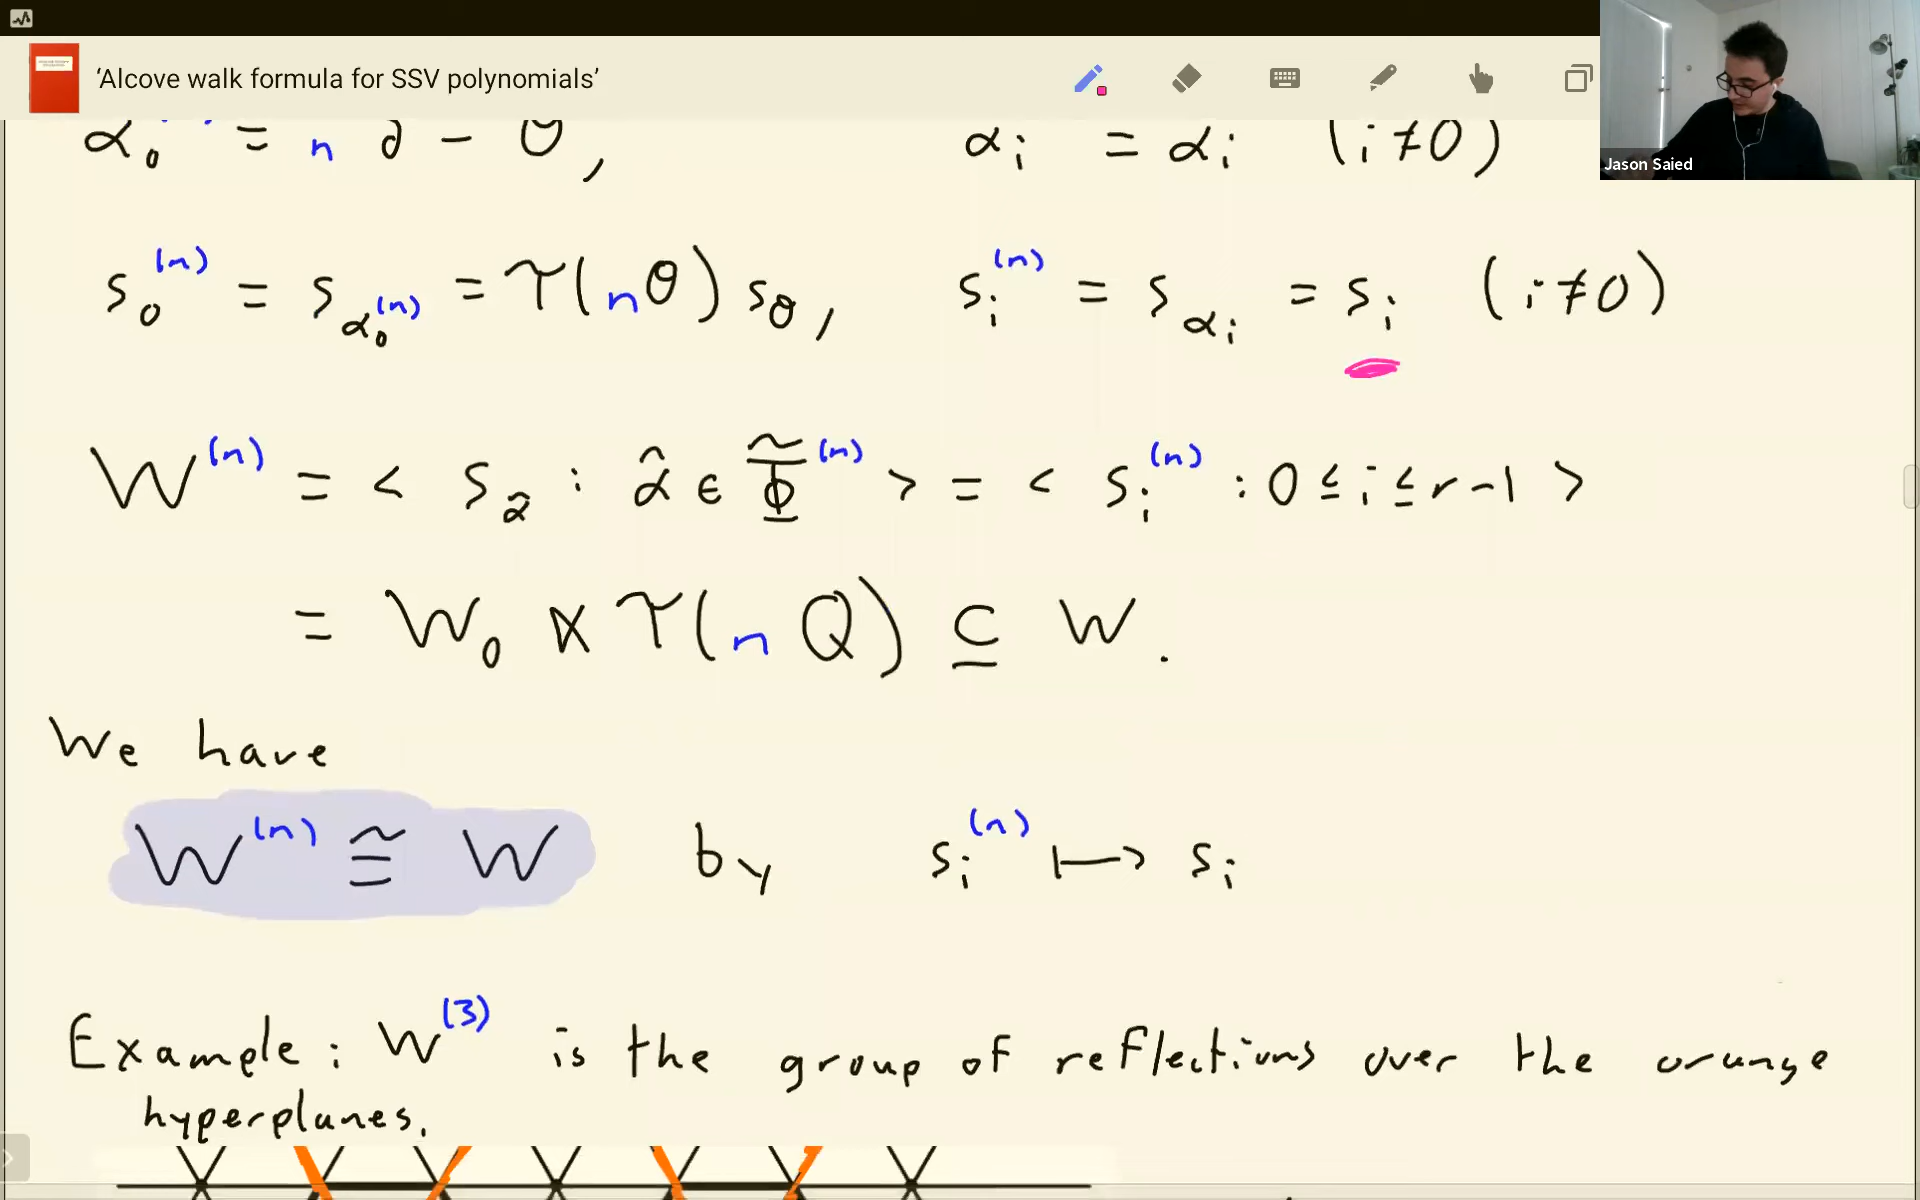 'Alcove walk formula for SSV polynomials'
Jason Saied
α₀ = n δ − θ, αᵢ = αᵢ (i≠0)
s₀⁽ⁿ⁾ = s_{α₀⁽ⁿ⁾} = τ(nθ) s_θ, sᵢ⁽ⁿ⁾ = s_{αᵢ} = sᵢ (i≠0)
W⁽ⁿ⁾ = < s_{α̂} : α̂ ∈ Φ̃⁽ⁿ⁾ > = < sᵢ⁽ⁿ⁾ : 0 ≤ i ≤ r−1 >
= W₀ ⋉ τ(nQ) ⊆ W.
We have
W⁽ⁿ⁾ ≅ W by sᵢ⁽ⁿ⁾ ↦ sᵢ
Example: W⁽³⁾ is the group of reflections over the orange
hyperplanes.